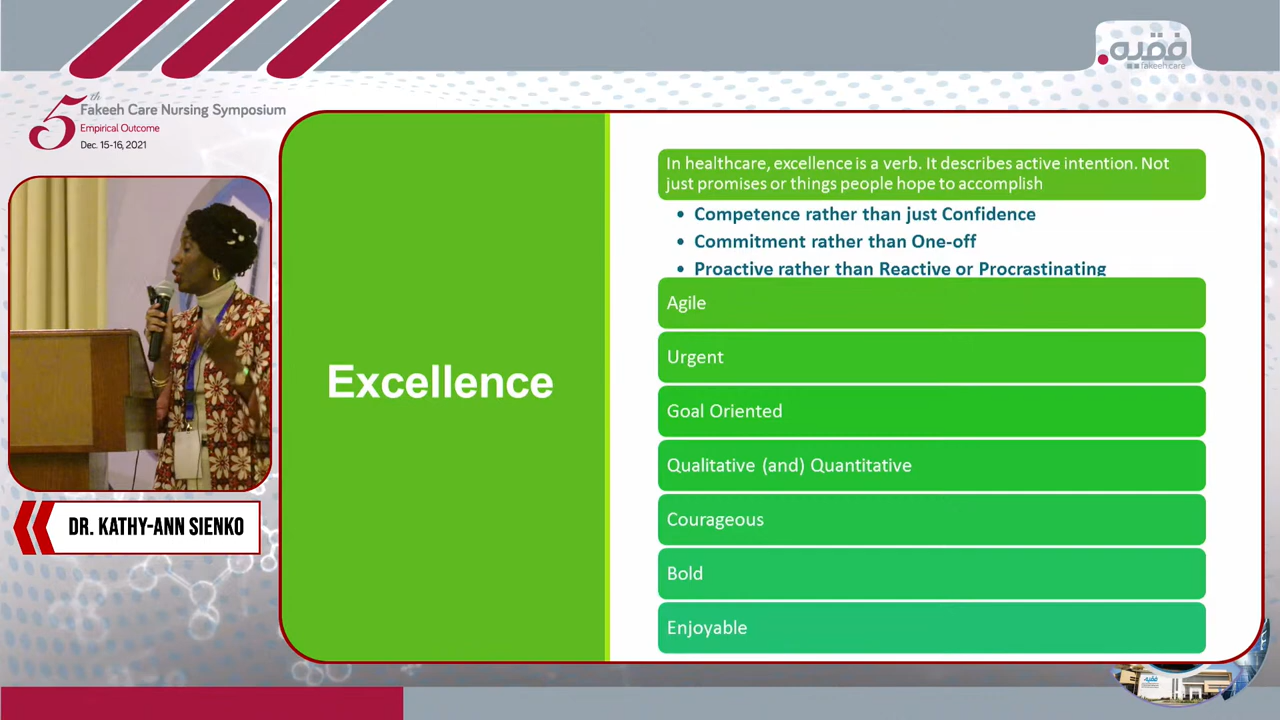 فقيه
fakeeh care
5th
Fakeeh Care Nursing Symposium
Empirical Outcome
Dec. 15-16, 2021
DR. KATHY-ANN SIENKO
Excellence
In healthcare, excellence is a verb. It describes active intention. Not
just promises or things people hope to accomplish
• Competence rather than just Confidence
• Commitment rather than One-off
• Proactive rather than Reactive or Procrastinating
Agile
Urgent
Goal Oriented
Qualitative (and) Quantitative
Courageous
Bold
Enjoyable
فقيه